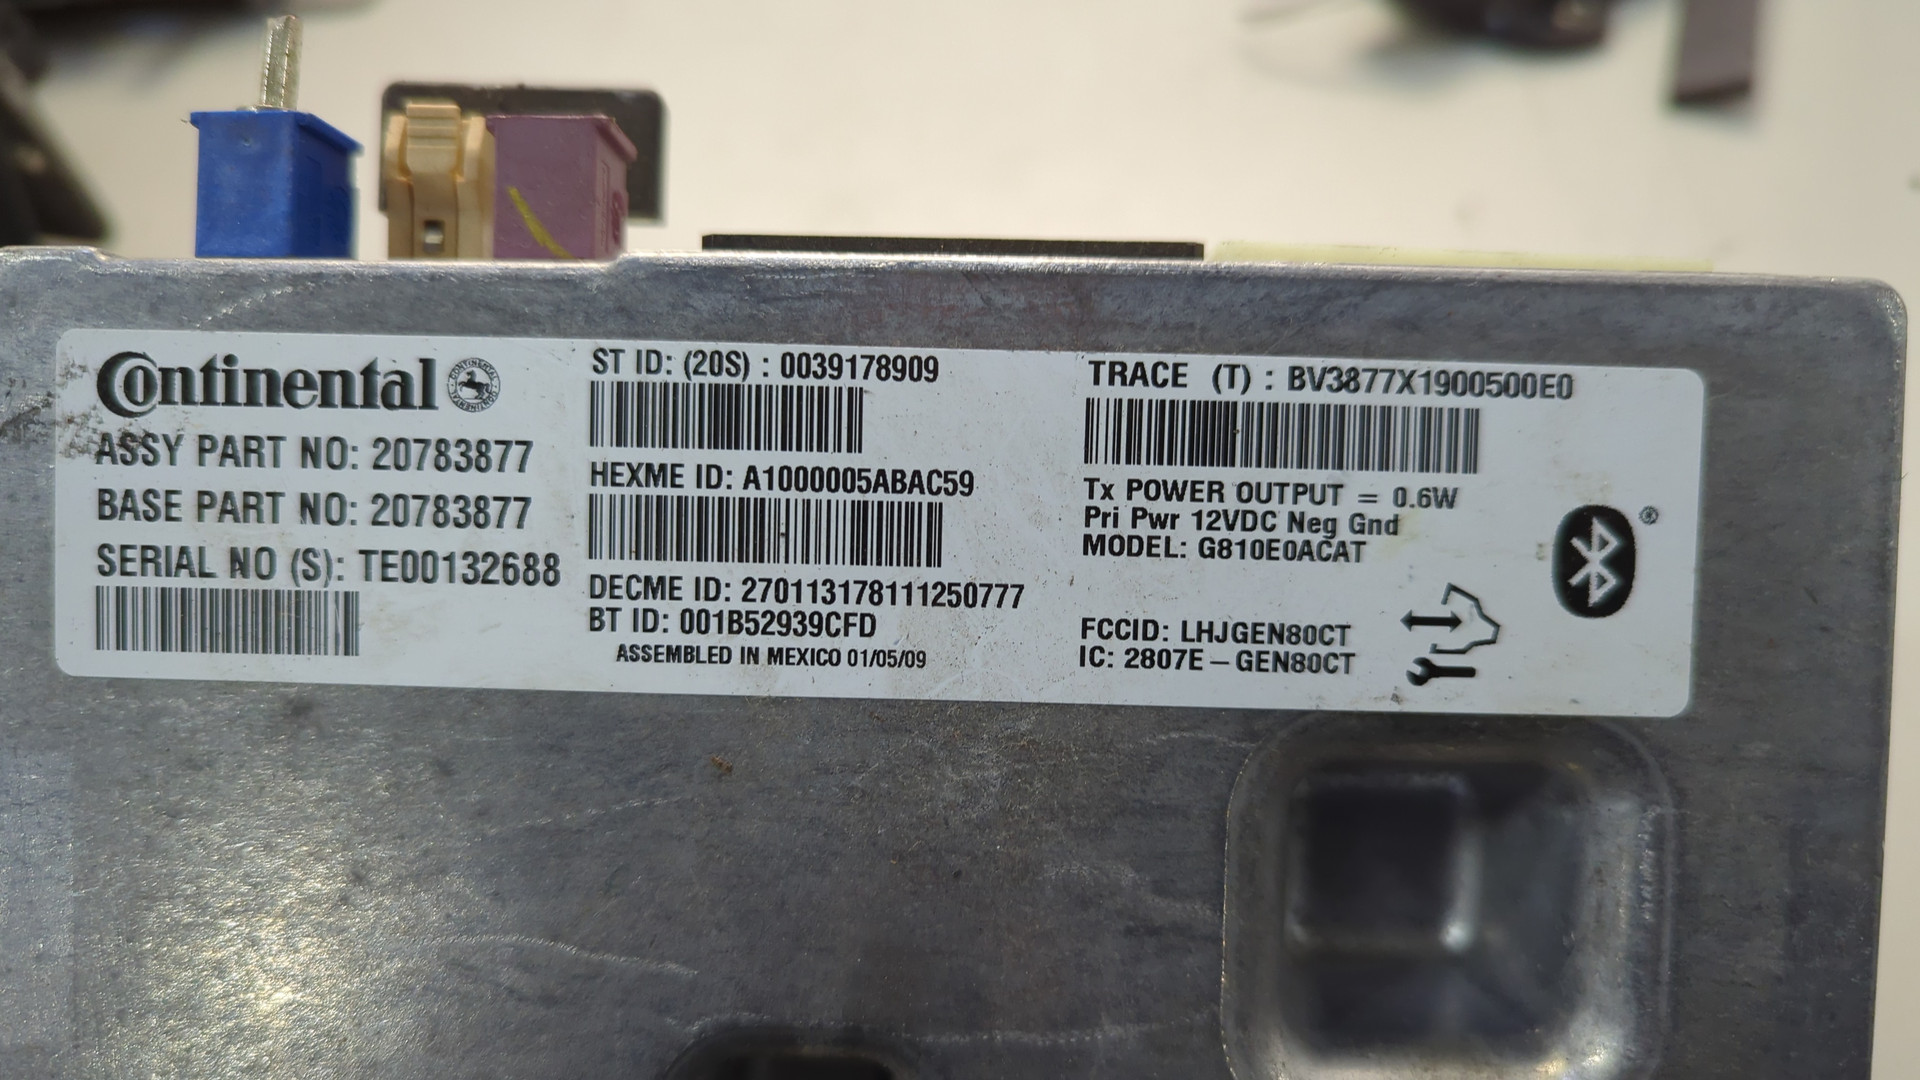 Continental
ASSY PART NO: 20783877
BASE PART NO: 20783877
SERIAL NO (S): TE00132688
ST ID: (20S) : 0039178909
HEXME ID: A1000005ABAC59
DECME ID: 270113178111250777
BT ID: 001B52939CFD
ASSEMBLED IN MEXICO 01/05/09
TRACE (T) : BV3877X1900500E0
Tx POWER OUTPUT = 0.6W
Pri Pwr 12VDC Neg Gnd
MODEL: G810E0ACAT
FCCID: LHJGEN80CT
IC: 2807E – GEN80CT
®